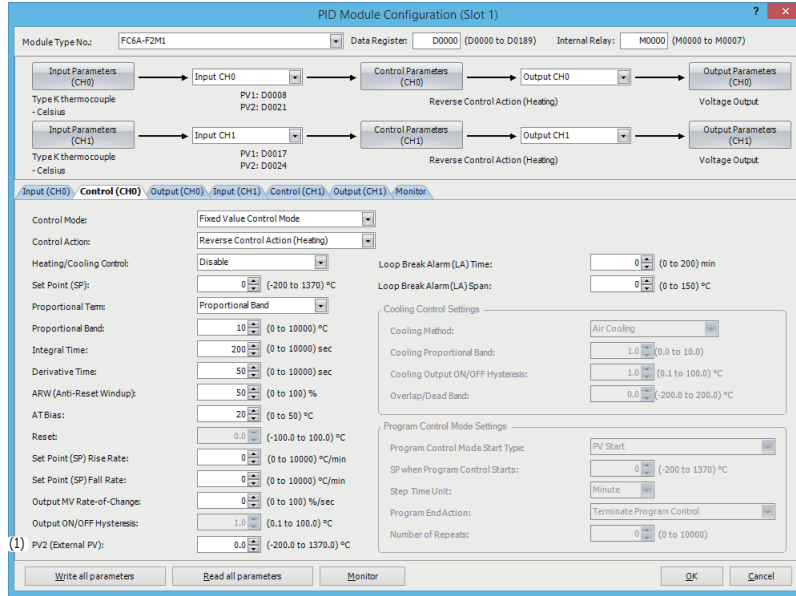 PID Module Configuration (Slot 1)
? ×
Module Type No.: FC6A-F2M1 Data Register: D0000 (D0000 to D0189) Internal Relay: M0000 (M0000 to M0007)
Input Parameters (CH0) Input CH0 Control Parameters (CH0) Output CH0 Output Parameters (CH0)
Type K thermocouple
- Celsius
PV1: D0008
PV2: D0021
Reverse Control Action (Heating)
Voltage Output
Input Parameters (CH1) Input CH1 Control Parameters (CH1) Output CH1 Output Parameters (CH1)
Type K thermocouple
- Celsius
PV1: D0017
PV2: D0024
Reverse Control Action (Heating)
Voltage Output
Input (CH0) Control (CH0) Output (CH0) Input (CH1) Control (CH1) Output (CH1) Monitor
Control Mode: Fixed Value Control Mode
Control Action: Reverse Control Action (Heating)
Heating/Cooling Control: Disable
Set Point (SP): 0 (-200 to 1370) °C
Proportional Term: Proportional Band
Proportional Band: 10 (0 to 10000) °C
Integral Time: 200 (0 to 10000) sec
Derivative Time: 50 (0 to 10000) sec
ARW (Anti-Reset Windup): 50 (0 to 100) %
AT Bias: 20 (0 to 50) °C
Reset: 0.0 (-100.0 to 100.0) °C
Set Point (SP) Rise Rate: 0 (0 to 10000) °C/min
Set Point (SP) Fall Rate: 0 (0 to 10000) °C/min
Output MV Rate-of-Change: 0 (0 to 100) %/sec
Output ON/OFF Hysteresis: 1.0 (0.1 to 100.0) °C
(1) PV2 (External PV): 0.0 (-200.0 to 1370.0) °C
Loop Break Alarm (LA) Time: 0 (0 to 200) min
Loop Break Alarm (LA) Span: 0 (0 to 150) °C
Cooling Control Settings
Cooling Method: Air Cooling
Cooling Proportional Band: 1.0 (0.0 to 10.0)
Cooling Output ON/OFF Hysteresis: 1.0 (0.1 to 100.0) °C
Overlap/Dead Band: 0.0 (-200.0 to 200.0) °C
Program Control Mode Settings
Program Control Mode Start Type: PV Start
SP when Program Control Starts: 0 (-200 to 1370) °C
Step Time Unit: Minute
Program End Action: Terminate Program Control
Number of Repeats: 0 (0 to 10000)
Write all parameters Read all parameters Monitor OK Cancel